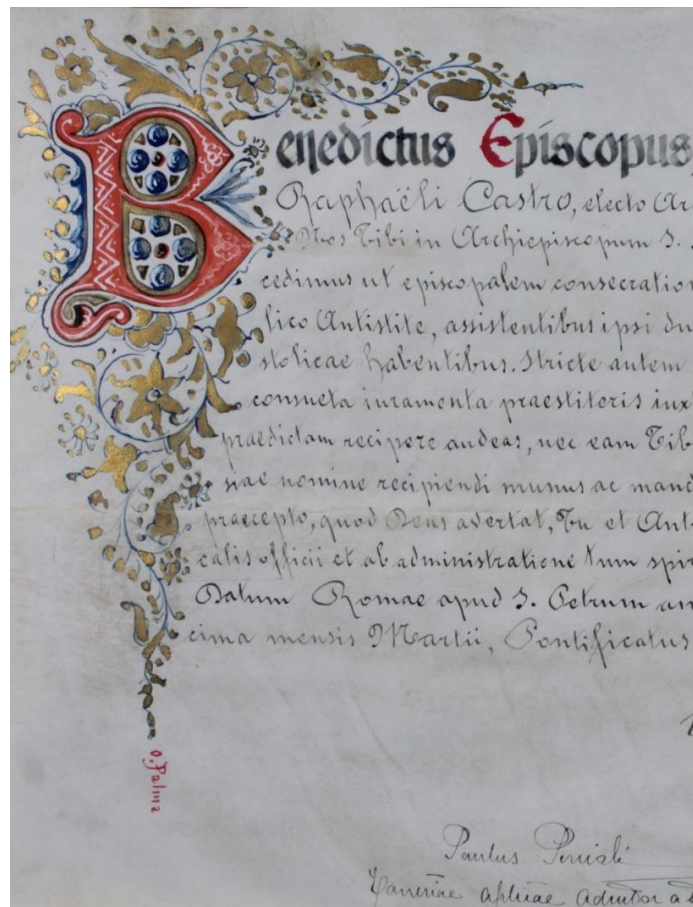 Benedictus Episcopus,
Raphaëli Castro, electo Ar
Nos Tibi in Archiepiscopum S.
cedimus ut episcopalem consecratio
lico Antistite, assistentibus ipsi du
stolicae habentibus. Stricte autem
consueta iuramenta praestiteris iux
praedictam recipere audeas, nec eam Tib
siae nomine recipiendi munus ac mand
praecepto, quod Deus avertat, Tu et Ant
calis officii et ab administratione tum spir
Datum Romae apud S. Petrum an
cima mensis Martii, Pontificatus
O. Palma
Paulus